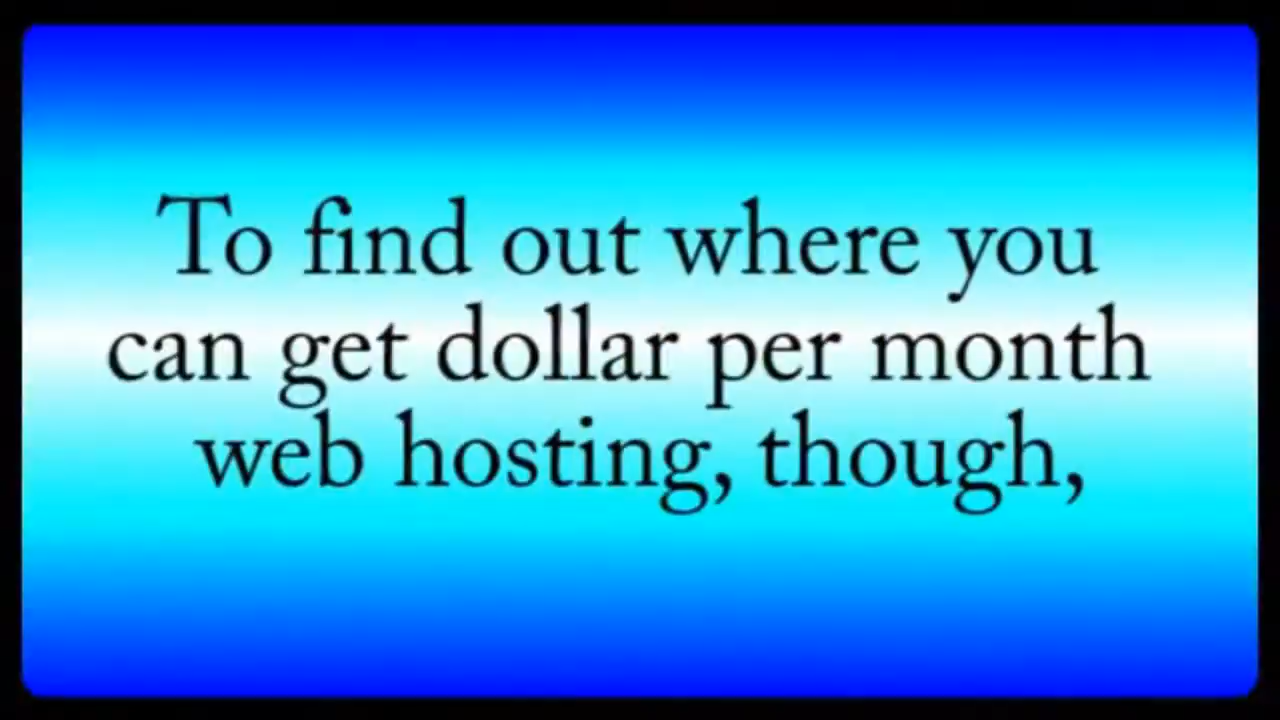 To find out where you
can get dollar per month
web hosting, though,